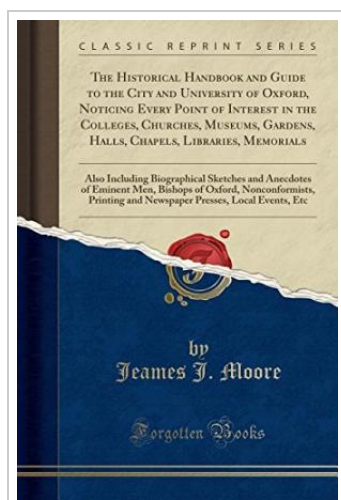 CLASSIC REPRINT SERIES
The Historical Handbook and Guide
to the City and University of Oxford,
Noticing Every Point of Interest in the
Colleges, Churches, Museums, Gardens,
Halls, Chapels, Libraries, Memorials
Also Including Biographical Sketches and Anecdotes
of Eminent Men, Bishops of Oxford, Nonconformists,
Printing and Newspaper Presses, Local Events, Etc
by
Jeames J. Moore
Forgotten Books